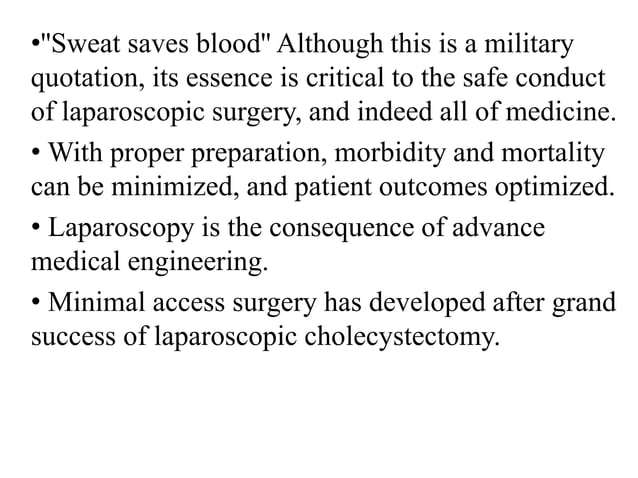 •"Sweat saves blood" Although this is a military
quotation, its essence is critical to the safe conduct
of laparoscopic surgery, and indeed all of medicine.
• With proper preparation, morbidity and mortality
can be minimized, and patient outcomes optimized.
• Laparoscopy is the consequence of advance
medical engineering.
• Minimal access surgery has developed after grand
success of laparoscopic cholecystectomy.